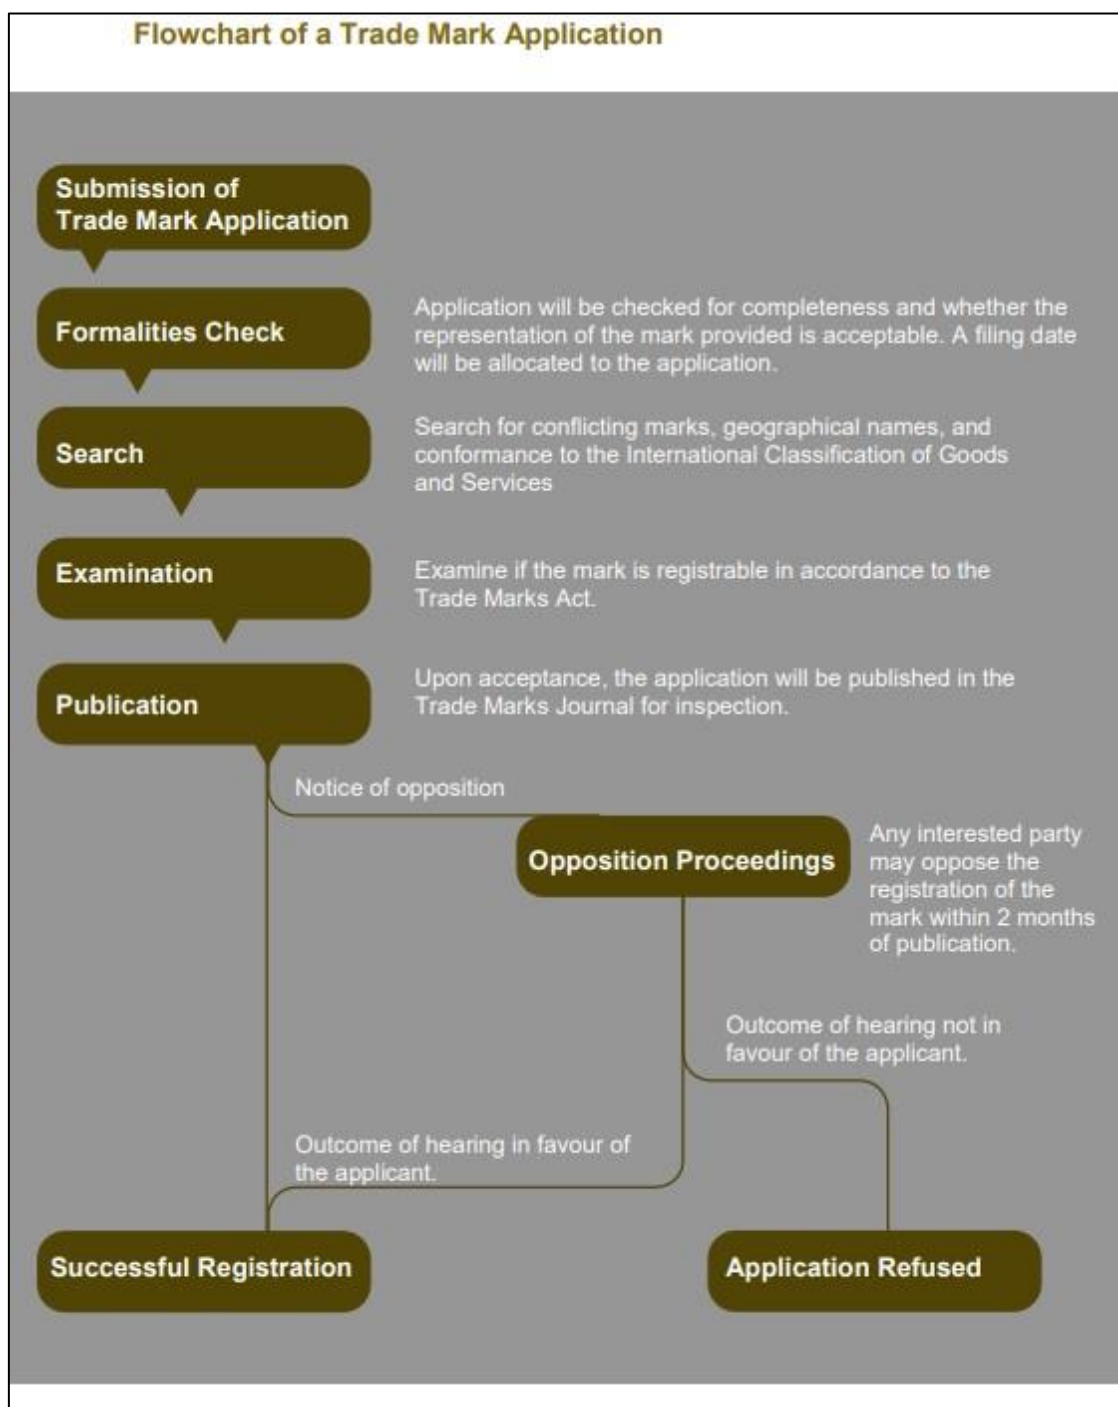 Flowchart of a Trade Mark Application
Submission of
Trade Mark Application
Formalities Check
Application will be checked for completeness and whether the
representation of the mark provided is acceptable. A filing date
will be allocated to the application.
Search
Search for conflicting marks, geographical names, and
conformance to the International Classification of Goods
and Services
Examination
Examine if the mark is registrable in accordance to the
Trade Marks Act.
Publication
Upon acceptance, the application will be published in the
Trade Marks Journal for inspection.
Notice of opposition
Opposition Proceedings
Any interested party
may oppose the
registration of the
mark within 2 months
of publication.
Outcome of hearing not in
favour of the applicant.
Outcome of hearing in favour of
the applicant.
Successful Registration
Application Refused